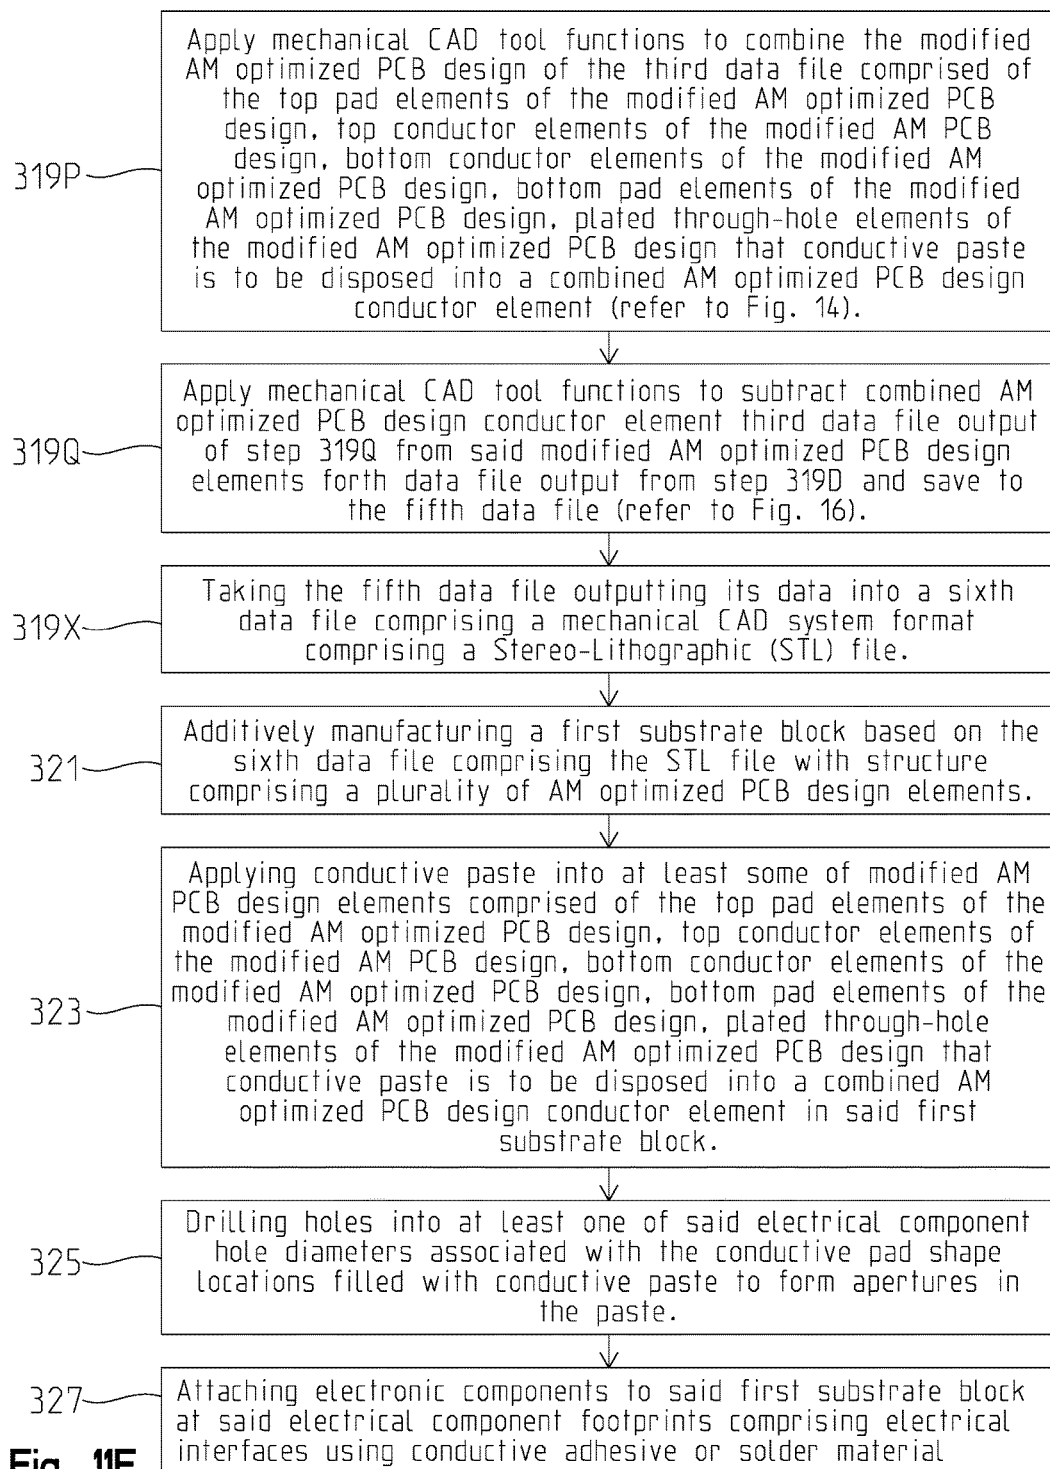 Apply mechanical CAD tool functions to combine the modified
AM optimized PCB design of the third data file comprised of
the top pad elements of the modified AM optimized PCB
design, top conductor elements of the modified AM PCB
design, bottom conductor elements of the modified AM
optimized PCB design, bottom pad elements of the modified
AM optimized PCB design, plated through-hole elements of
the modified AM optimized PCB design that conductive paste
is to be disposed into a combined AM optimized PCB design
conductor element (refer to Fig. 14).
319P
Apply mechanical CAD tool functions to subtract combined AM
optimized PCB design conductor element third data file output
of step 319Q from said modified AM optimized PCB design
elements forth data file output from step 319D and save to
the fifth data file (refer to Fig. 16).
319Q
Taking the fifth data file outputting its data into a sixth
data file comprising a mechanical CAD system format
comprising a Stereo-Lithographic (STL) file.
319X
Additively manufacturing a first substrate block based on the
sixth data file comprising the STL file with structure
comprising a plurality of AM optimized PCB design elements.
321
Applying conductive paste into at least some of modified AM
PCB design elements comprised of the top pad elements of the
modified AM optimized PCB design, top conductor elements of
the modified AM PCB design, bottom conductor elements of the
modified AM optimized PCB design, bottom pad elements of the
modified AM optimized PCB design, plated through-hole
elements of the modified AM optimized PCB design that
conductive paste is to be disposed into a combined AM
optimized PCB design conductor element in said first
substrate block.
323
Drilling holes into at least one of said electrical component
hole diameters associated with the conductive pad shape
locations filled with conductive paste to form apertures in
the paste.
325
Attaching electronic components to said first substrate block
at said electrical component footprints comprising electrical
interfaces using conductive adhesive or solder material
327
Fig. 11E